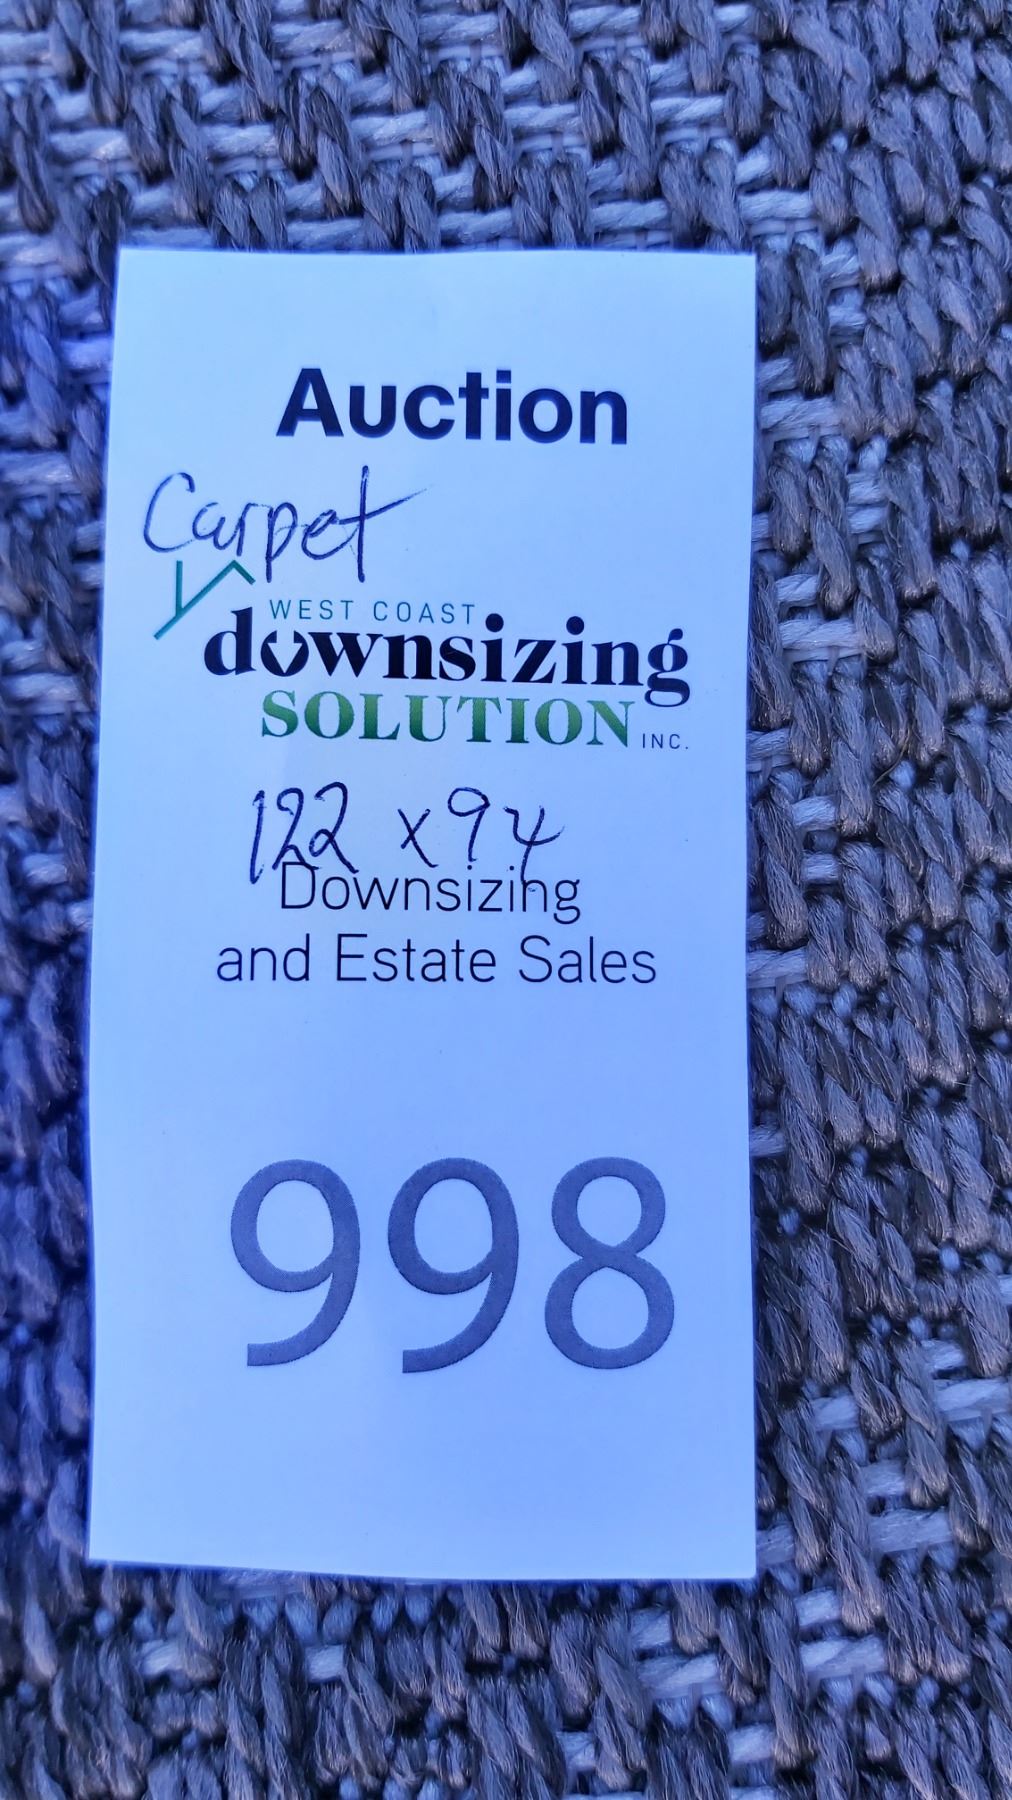 Auction
Carpet
WEST COAST
downsizing
SOLUTION INC.
122 x 94
Downsizing
and Estate Sales
998